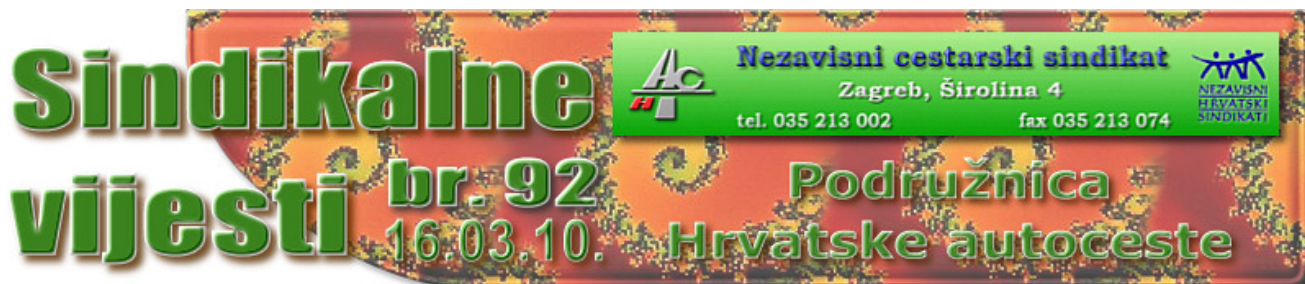 Sindikalne
vijesti
br. 92
16.03.10.
HAC
Nezavisni cestarski sindikat
Zagreb, Širolina 4
tel. 035 213 002
fax 035 213 074
NEZAVISNI
HRVATSKI
SINDIKATI
Podružnica
Hrvatske autoceste